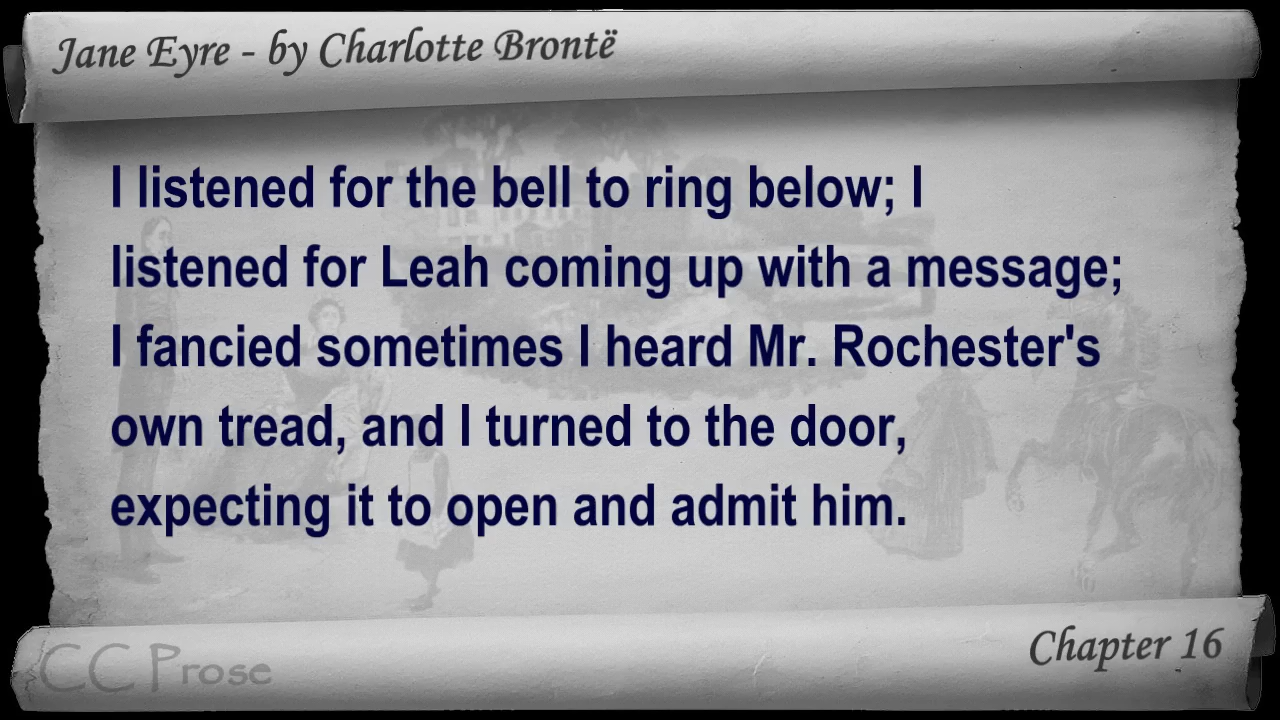 Jane Eyre - by Charlotte Brontë
I listened for the bell to ring below; I
listened for Leah coming up with a message;
I fancied sometimes I heard Mr. Rochester's
own tread, and I turned to the door,
expecting it to open and admit him.
Chapter 16
CC Prose